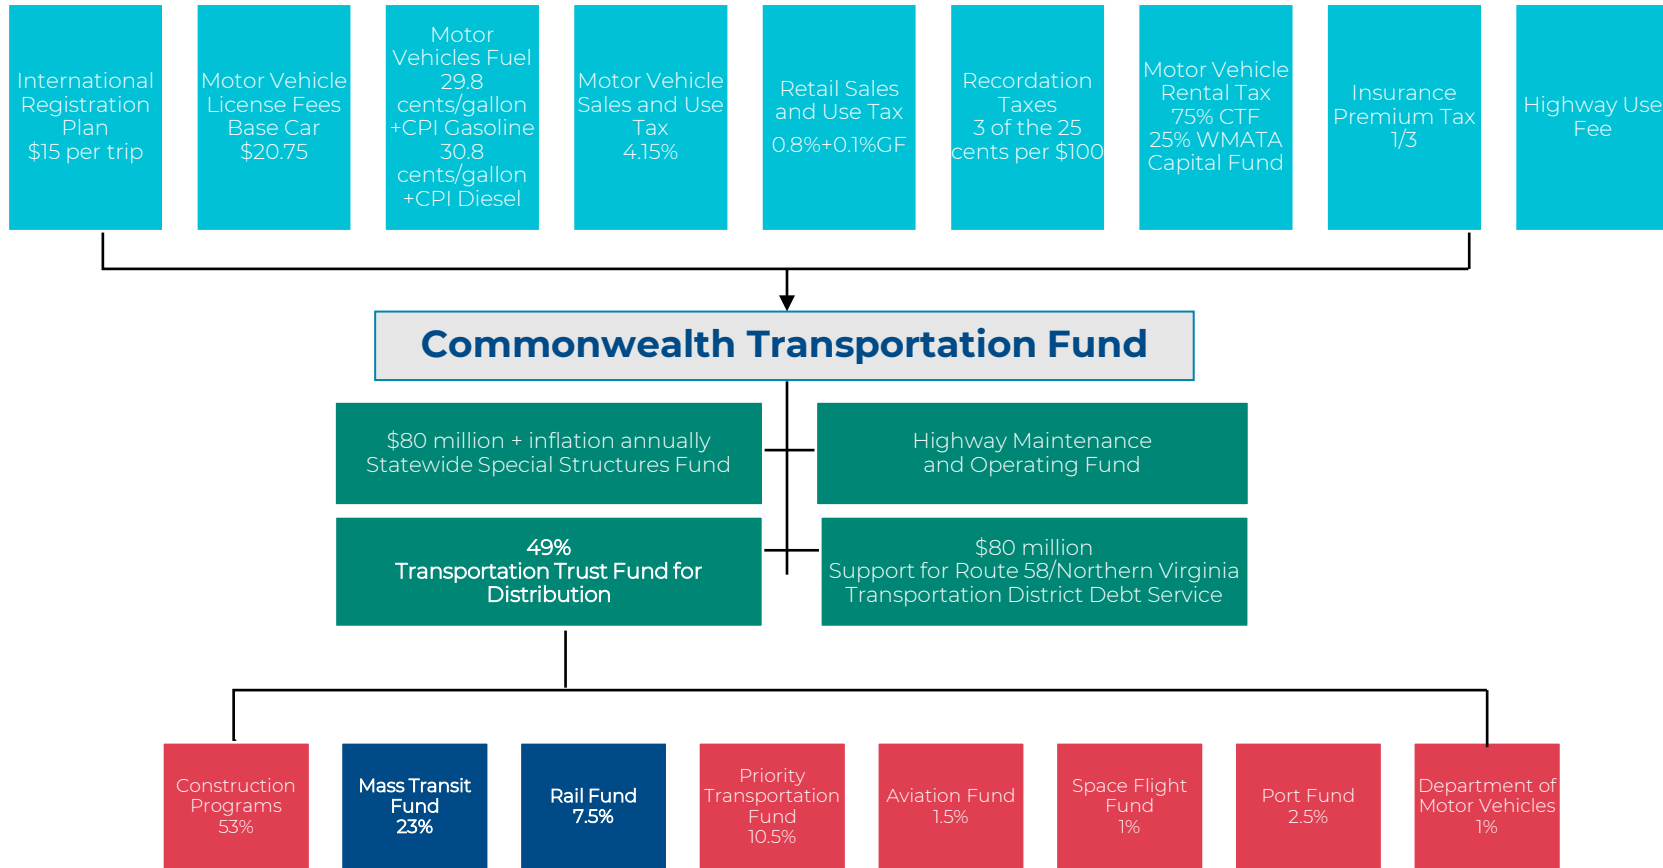 International
Registration
Plan
$15 per trip
Motor Vehicle
License Fees
Base Car
$20.75
Motor
Vehicles Fuel
29.8
cents/gallon
+CPI Gasoline
30.8
cents/gallon
+CPI Diesel
Motor Vehicle
Sales and Use
Tax
4.15%
Retail Sales
and Use Tax
0.8%+0.1%GF
Recordation
Taxes
3 of the 25
cents per $100
Motor Vehicle
Rental Tax
75% CTF
25% WMATA
Capital Fund
Insurance
Premium Tax
1/3
Highway Use
Fee
Commonwealth Transportation Fund
$80 million + inflation annually
Statewide Special Structures Fund
Highway Maintenance
and Operating Fund
49%
Transportation Trust Fund for
Distribution
$80 million
Support for Route 58/Northern Virginia
Transportation District Debt Service
Construction
Programs
53%
Mass Transit
Fund
23%
Rail Fund
7.5%
Priority
Transportation
Fund
10.5%
Aviation Fund
1.5%
Space Flight
Fund
1%
Port Fund
2.5%
Department of
Motor Vehicles
1%